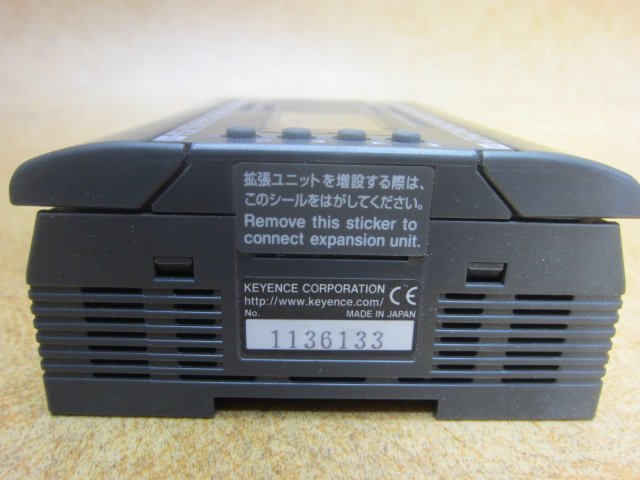 拡張ユニットを増設する際は、
このシールをはがしてください。
Remove this sticker to
connect expansion unit.
KEYENCE CORPORATION
http://www.keyence.com/
CE
No.
MADE IN JAPAN
1136133